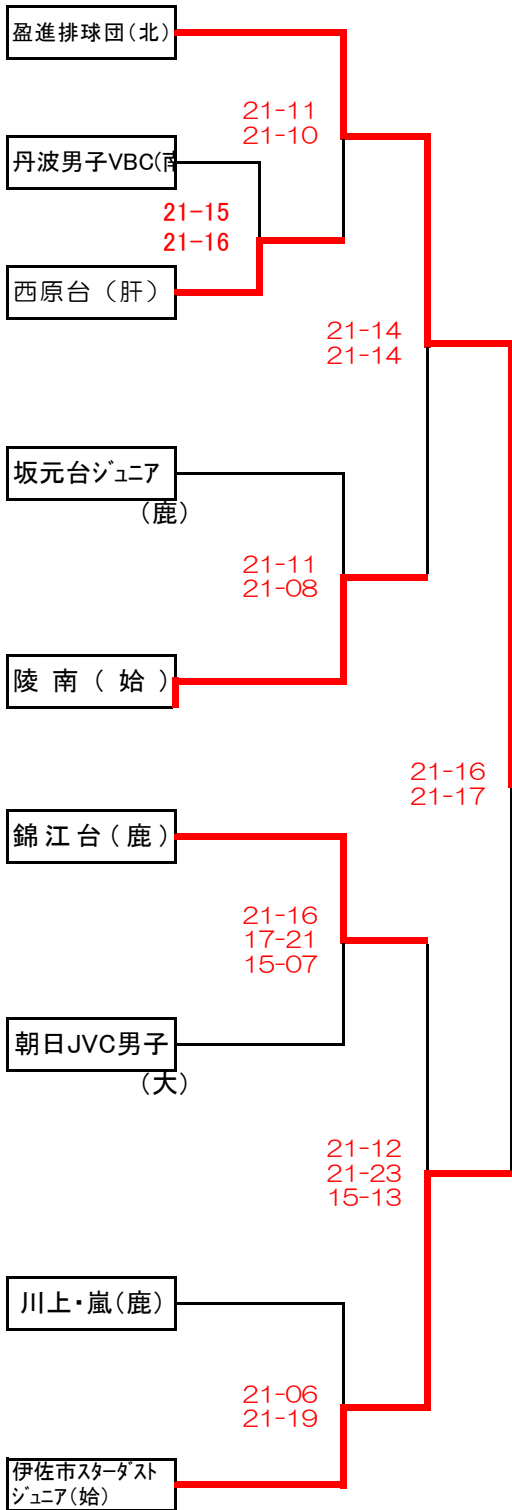 盈進排球団(北)
21-11
21-10
丹波男子VBC(南
21-15
21-16
西原台（肝）
21-14
21-14
坂元台ジュニア
(鹿)
21-11
21-08
陵南(始)
21-16
21-17
錦江台(鹿)
21-16
17-21
15-07
朝日JVC男子
(大)
21-12
21-23
15-13
川上・嵐(鹿)
21-06
21-19
伊佐市スターダスト
ジュニア(始)